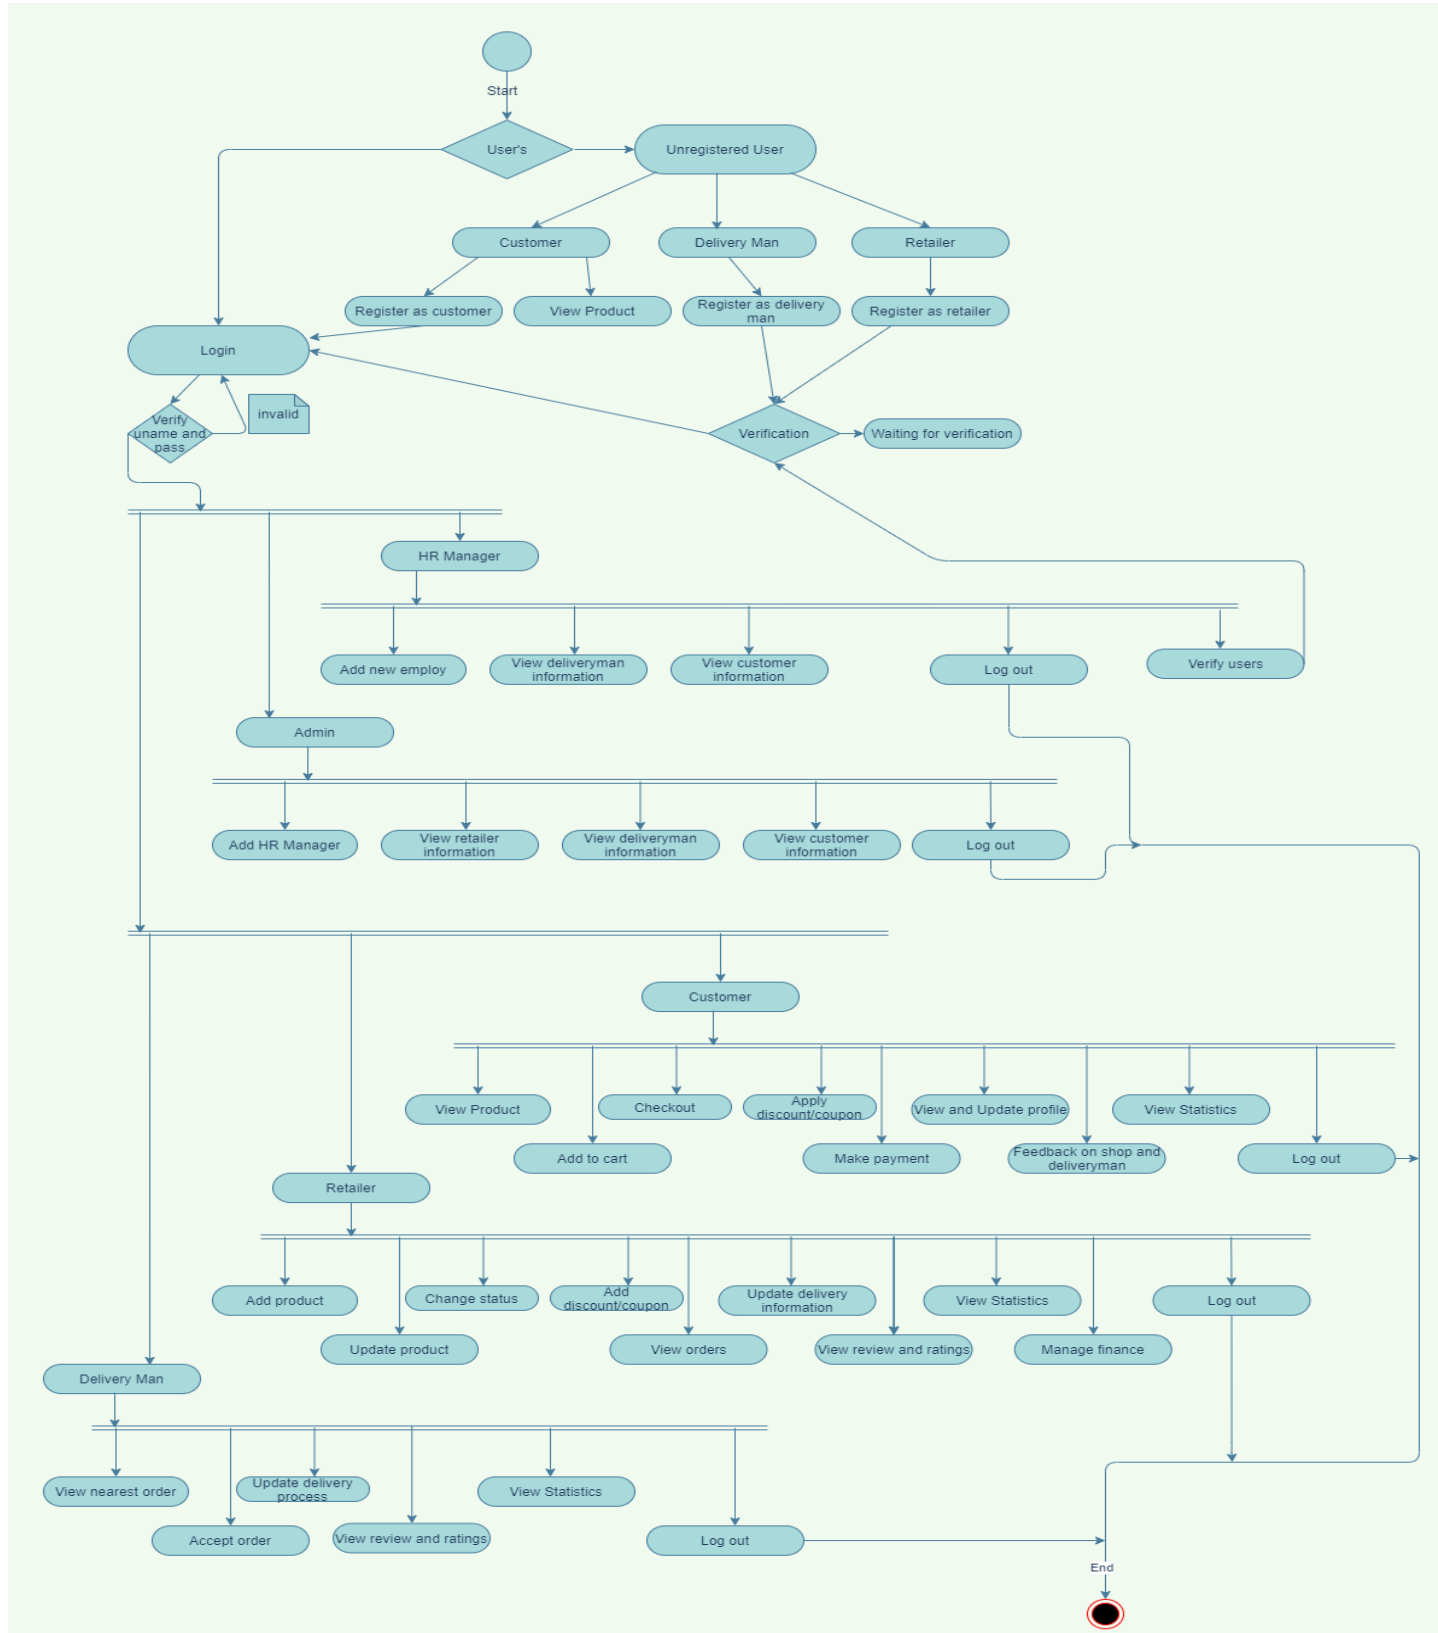 Start
User's
Unregistered User
Customer
Delivery Man
Retailer
Register as customer
View Product
Register as delivery
man
Register as retailer
Login
invalid
Verify
uname and
pass
Verification
Waiting for verification
HR Manager
Add new employ
View deliveryman
information
View customer
information
Log out
Verify users
Admin
Add HR Manager
View retailer
information
View deliveryman
information
View customer
information
Log out
Customer
View Product
Checkout
Apply
discount/coupon
View and Update profile
View Statistics
Add to cart
Make payment
Feedback on shop and
deliveryman
Log out
Retailer
Add product
Change status
Add
discount/coupon
Update delivery
information
View Statistics
Log out
Update product
View orders
View review and ratings
Manage finance
Delivery Man
View nearest order
Update delivery
process
View Statistics
Accept order
View review and ratings
Log out
End